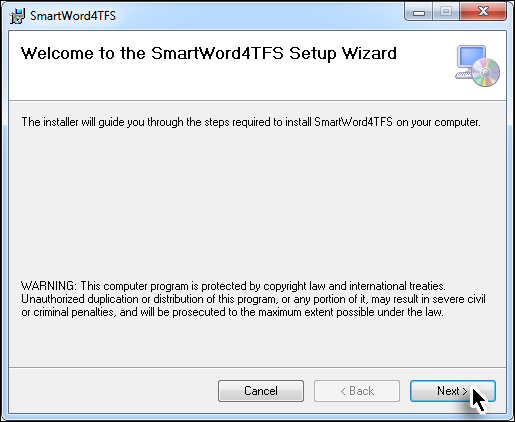 SmartWord4TFS
Welcome to the SmartWord4TFS Setup Wizard
The installer will guide you through the steps required to install SmartWord4TFS on your computer.
WARNING: This computer program is protected by copyright law and international treaties.
Unauthorized duplication or distribution of this program, or any portion of it, may result in severe civil
or criminal penalties, and will be prosecuted to the maximum extent possible under the law.
Cancel
< Back
Next >